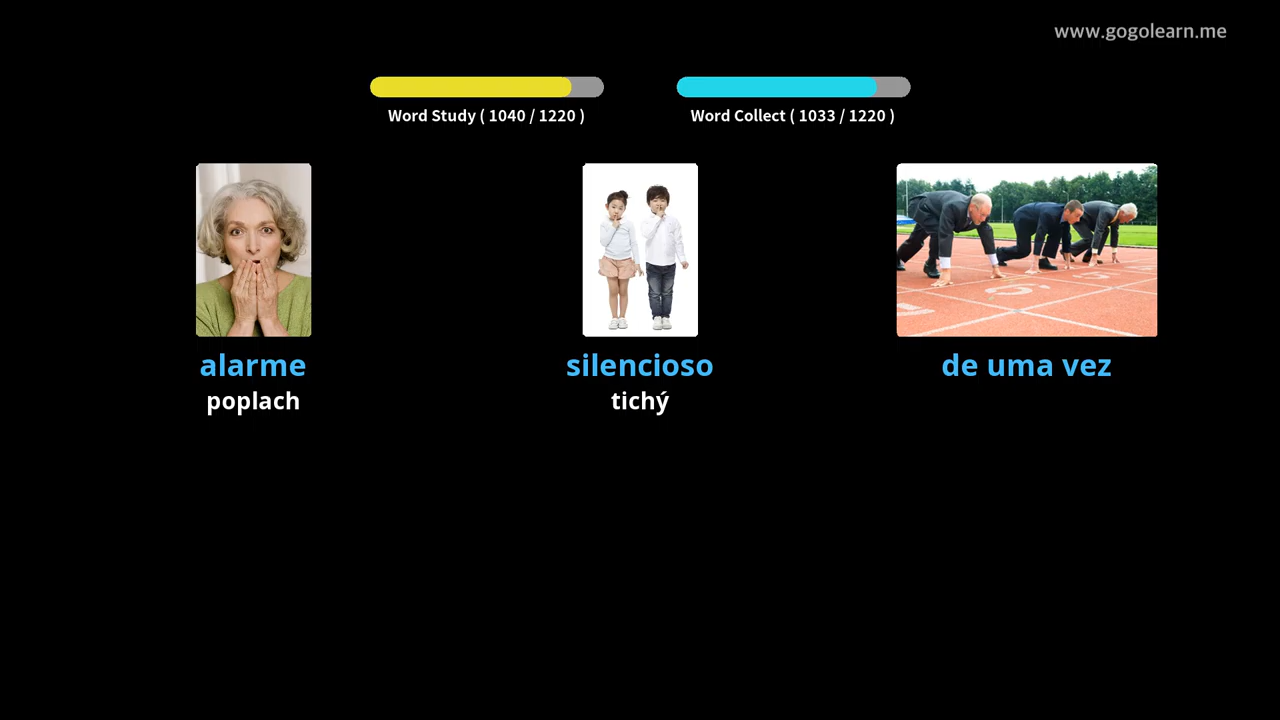 www.gogolearn.me
Word Study ( 1040 / 1220 )
Word Collect ( 1033 / 1220 )
alarme
poplach
silencioso
tichý
de uma vez